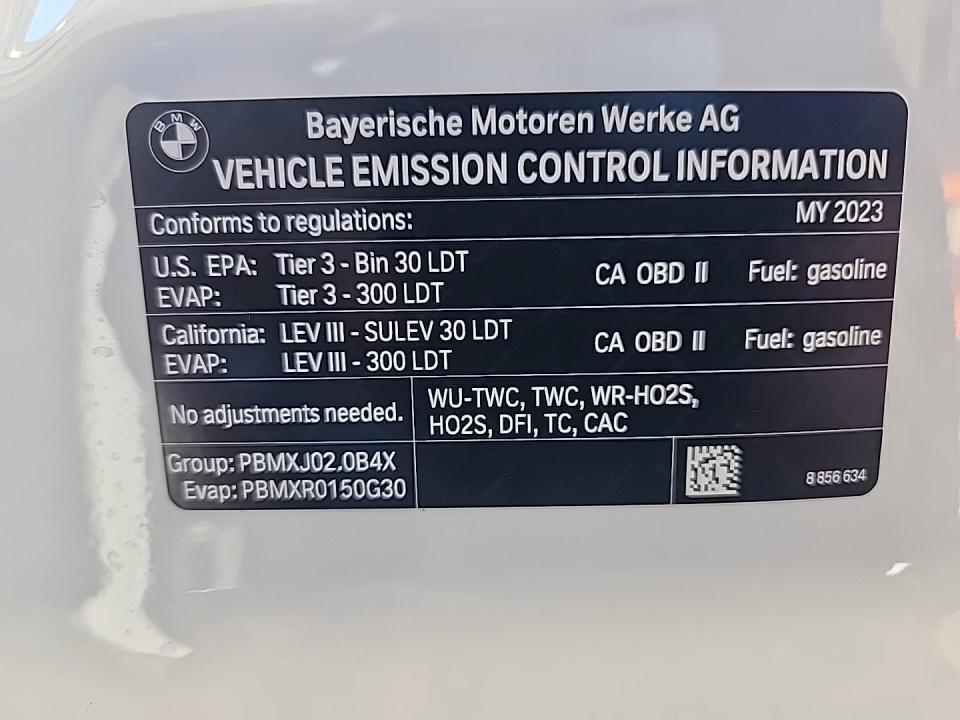 BMW
Bayerische Motoren Werke AG
VEHICLE EMISSION CONTROL INFORMATION
Conforms to regulations: MY 2023
U.S. EPA: Tier 3 - Bin 30 LDT CA OBD II Fuel: gasoline
EVAP: Tier 3 - 300 LDT
California: LEV III - SULEV 30 LDT CA OBD II Fuel: gasoline
EVAP: LEV III - 300 LDT
No adjustments needed.
WU-TWC, TWC, WR-HO2S,
HO2S, DFI, TC, CAC
Group: PBMXJ02.0B4X
Evap: PBMXR0150G30
8 856 634